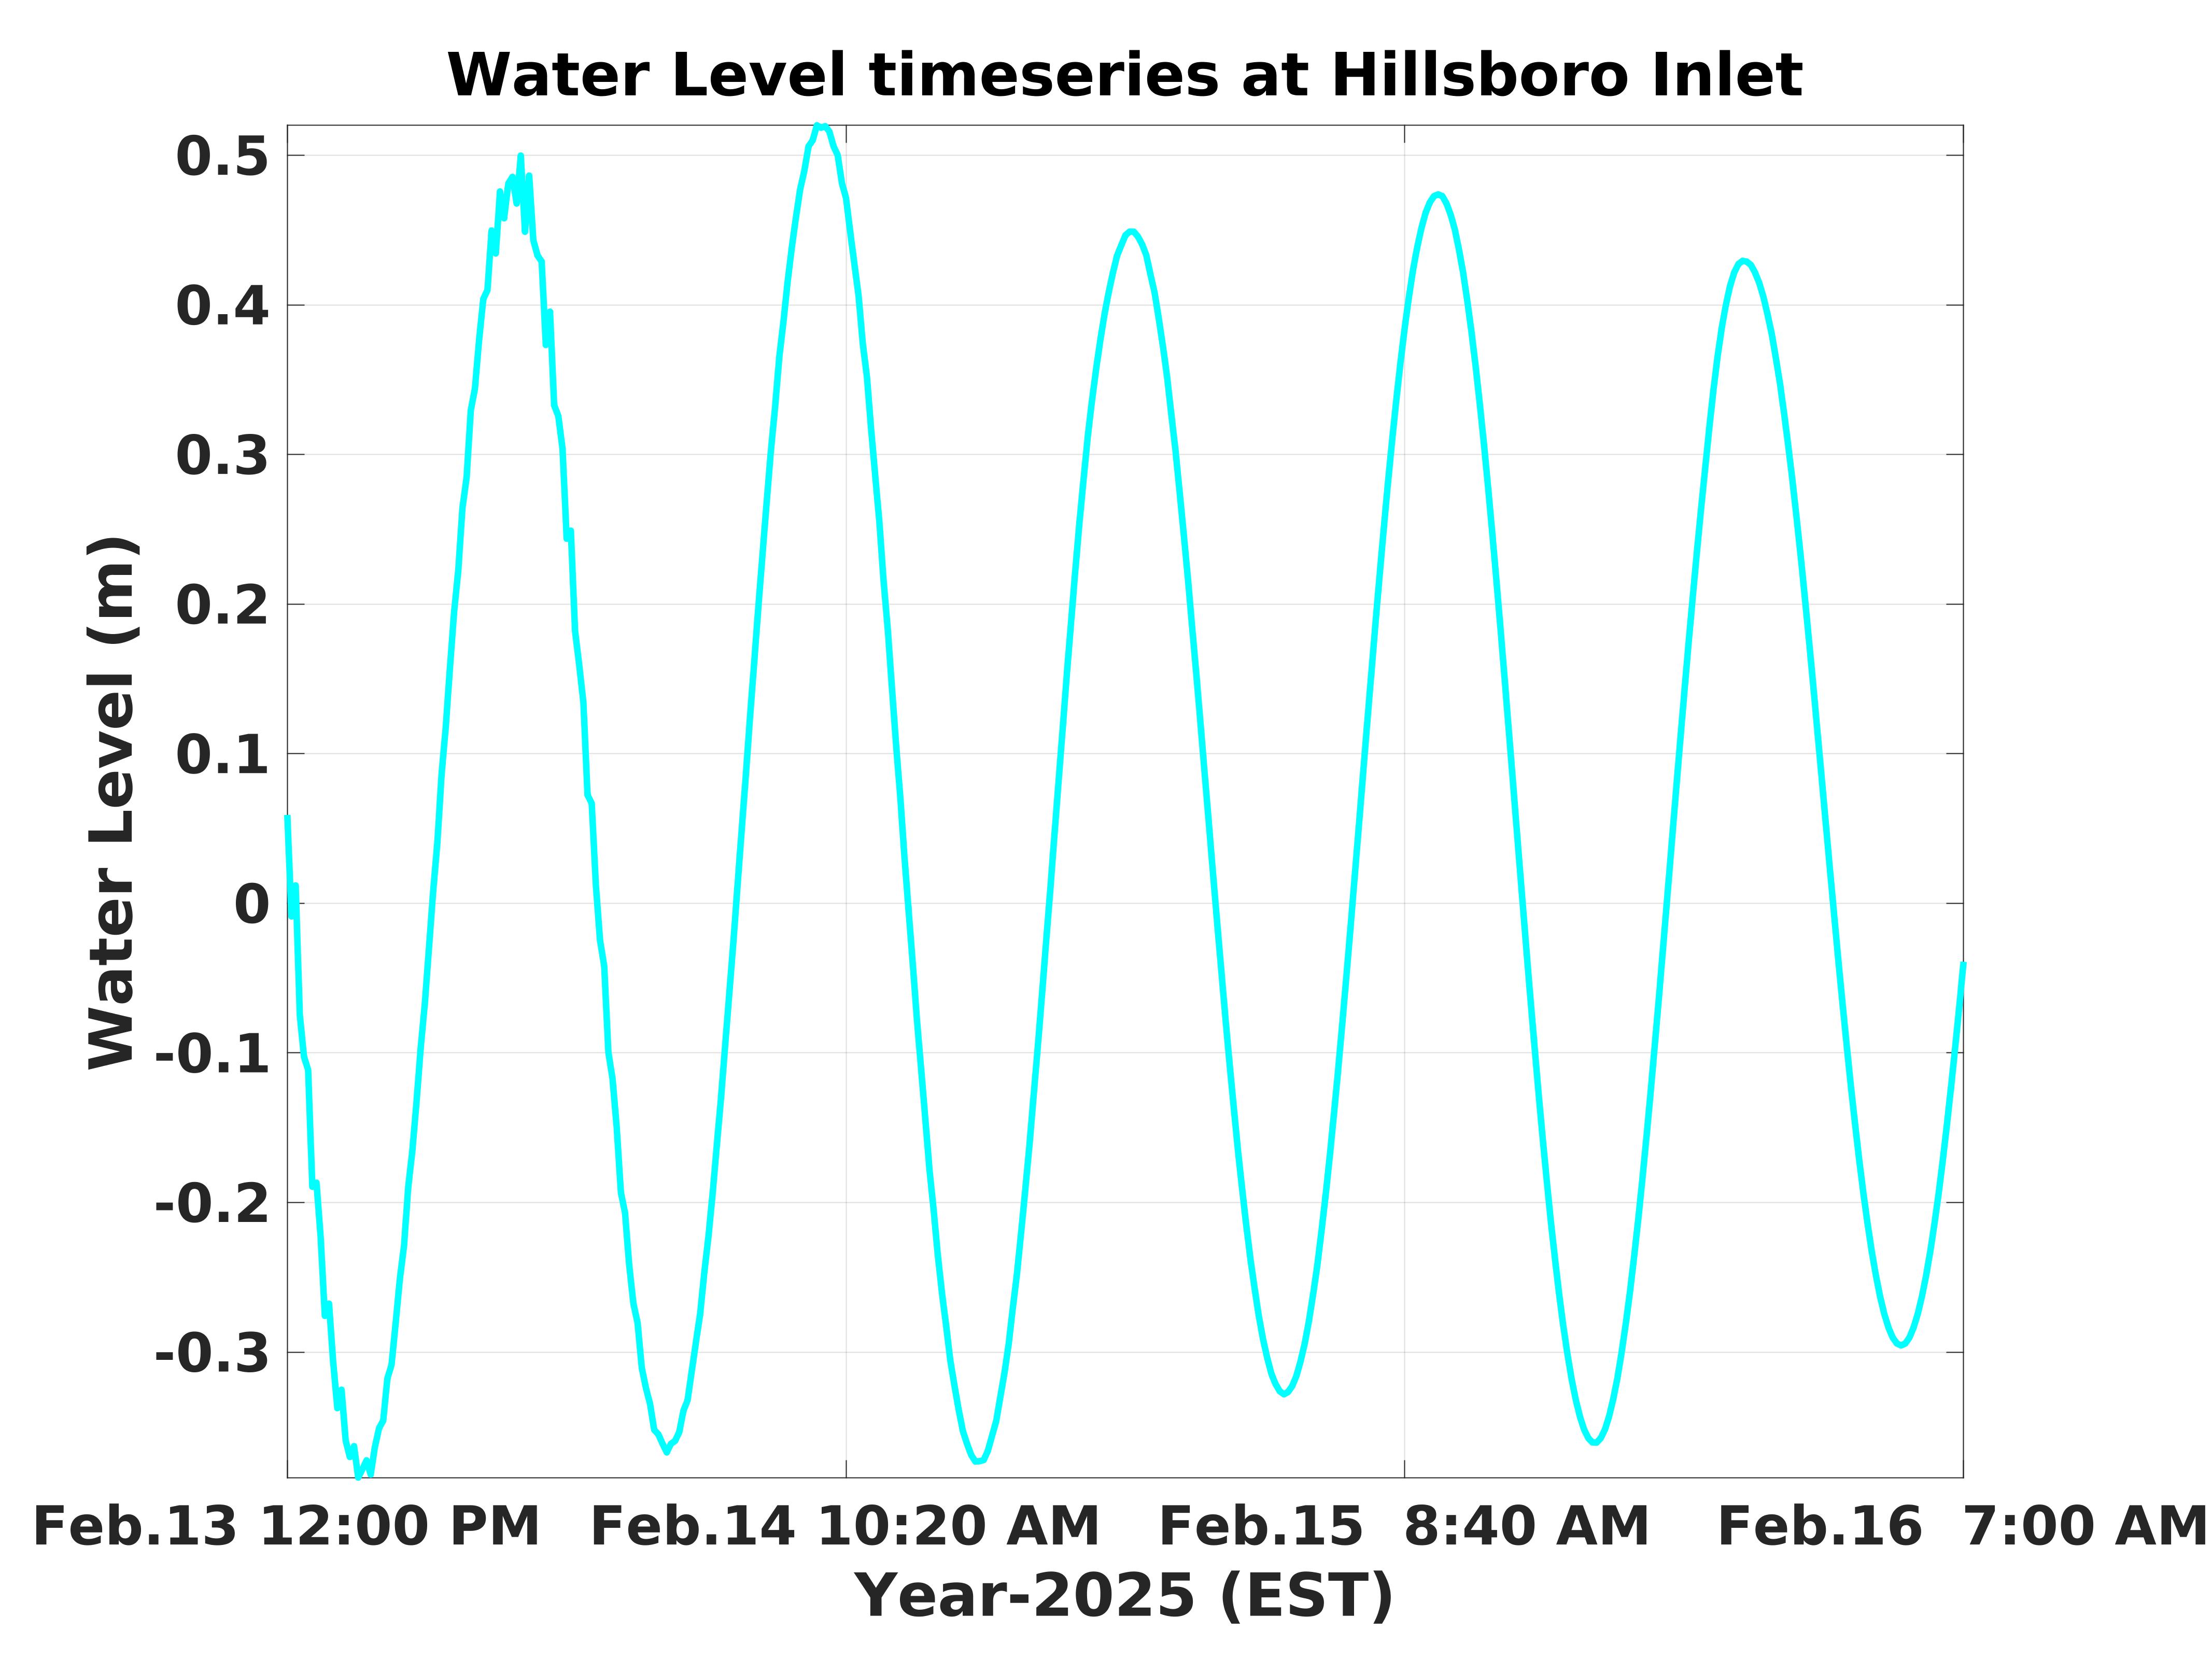 Water Level timeseries at Hillsboro Inlet
Water Level (m)
0.5
0.4
0.3
0.2
0.1
0
-0.1
-0.2
-0.3
Feb.13 12:00 PM Feb.14 10:20 AM Feb.15 8:40 AM Feb.16 7:00 AM
Year-2025 (EST)